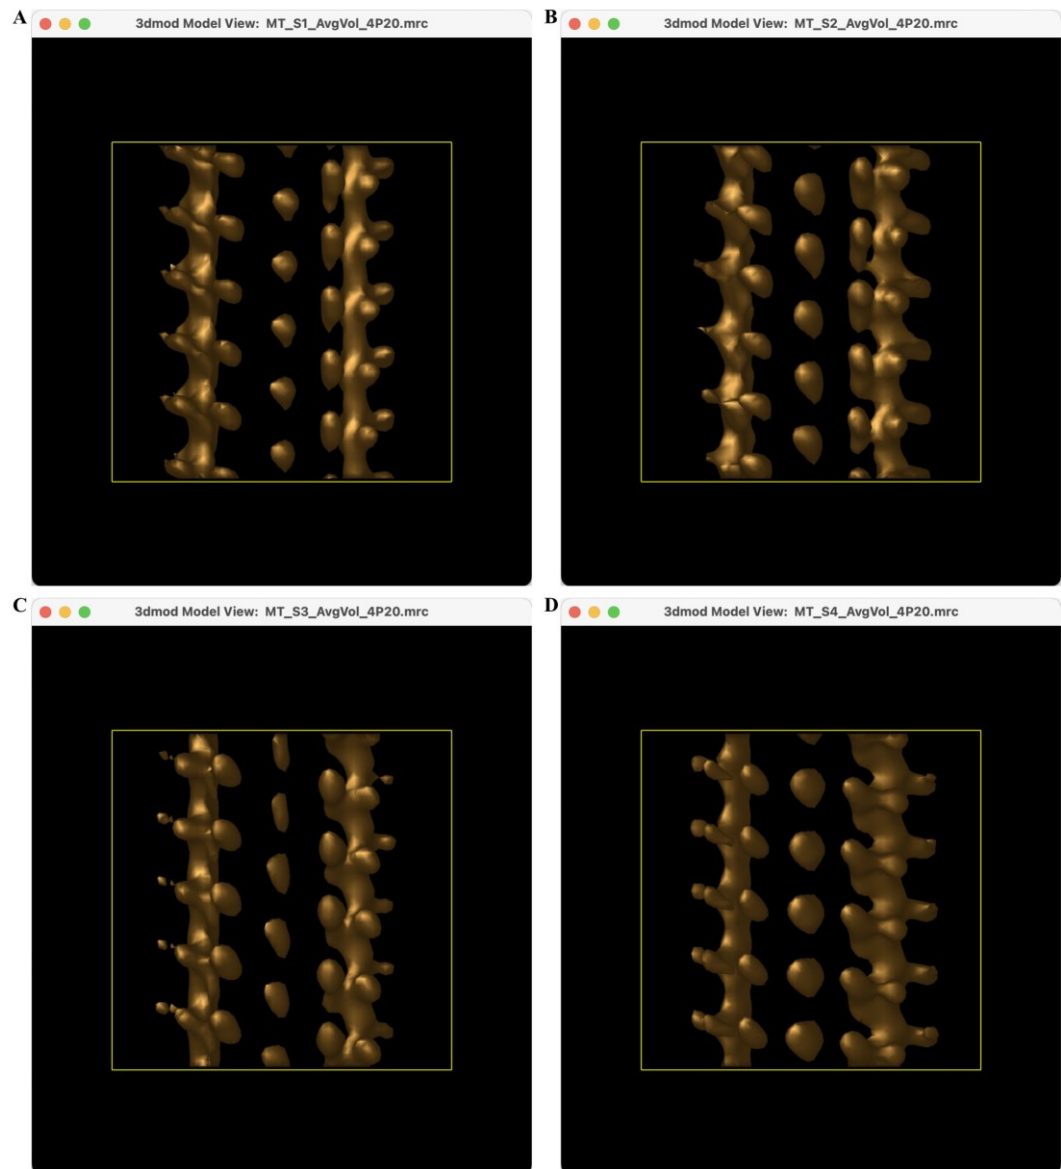 A
3dmod Model View: MT_S1_AvgVol_4P20.mrc
B
3dmod Model View: MT_S2_AvgVol_4P20.mrc
C
3dmod Model View: MT_S3_AvgVol_4P20.mrc
D
3dmod Model View: MT_S4_AvgVol_4P20.mrc